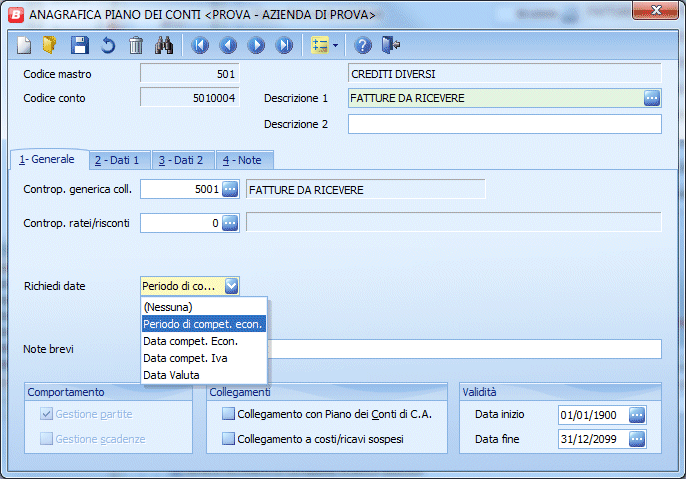 B ANAGRAFICA PIANO DEI CONTI <PROVA - AZIENDA DI PROVA>
Codice mastro 501 CREDITI DIVERSI
Codice conto 5010004 Descrizione 1 FATTURE DA RICEVERE ...
Descrizione 2
1- Generale 2 - Dati 1 3 - Dati 2 4 - Note
Controp. generica coll. 5001 ... FATTURE DA RICEVERE
Controp. ratei/risconti 0 ...
Richiedi date Periodo di co...
(Nessuna)
Periodo di compet. econ.
Data compet. Econ.
Note brevi
Data compet. Iva
Data Valuta
Comportamento Collegamenti Validità
Gestione partite Collegamento con Piano dei Conti di C.A. Data inizio 01/01/1900 ...
Gestione scadenze Collegamento a costi/ricavi sospesi Data fine 31/12/2099 ...